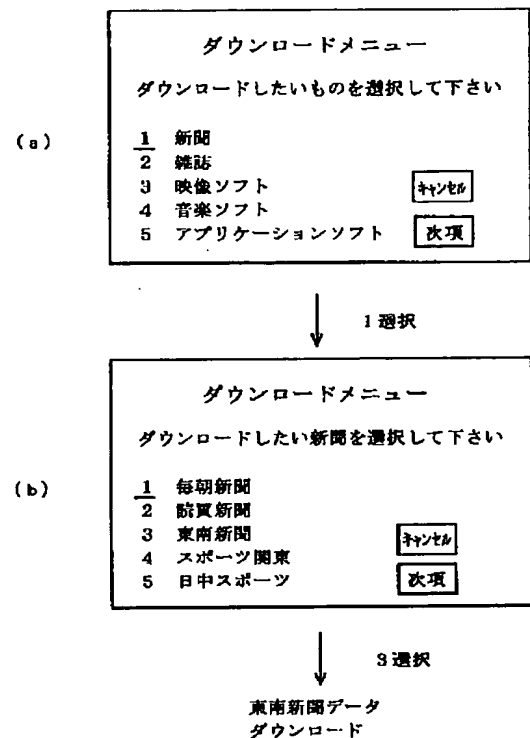 ダウンロードメニュー
ダウンロードしたいものを選択して下さい
(a)
1 新聞
2 雑誌
3 映像ソフト
キャンセル
4 音楽ソフト
5 アプリケーションソフト
次項
1選択
ダウンロードメニュー
ダウンロードしたい新聞を選択して下さい
(b)
1 毎朝新聞
2 読買新聞
3 東南新聞
キャンセル
4 スポーツ関東
5 日中スポーツ
次項
3選択
東南新聞データ
ダウンロード